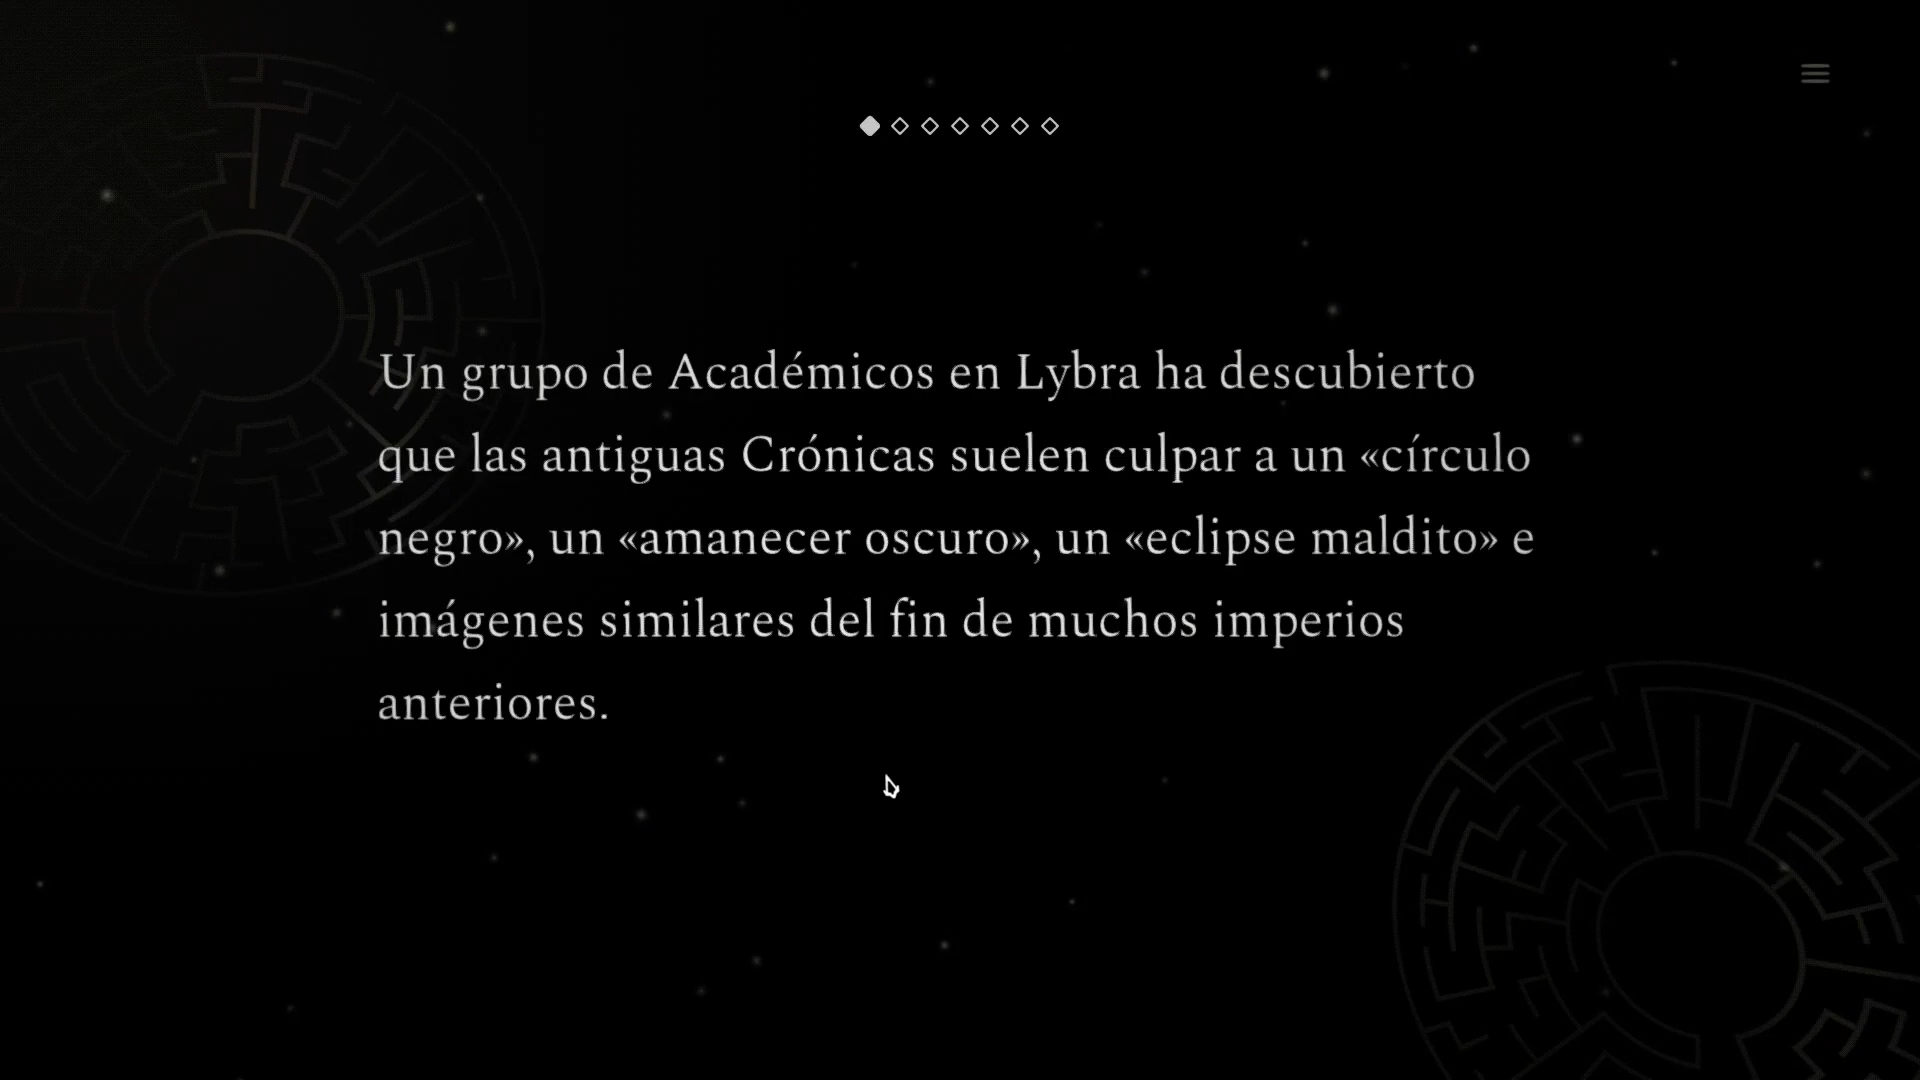 Un grupo de Académicos en Lybra ha descubierto
que las antiguas Crónicas suelen culpar a un «círculo
negro», un «amanecer oscuro», un «eclipse maldito» e
imágenes similares del fin de muchos imperios
anteriores.